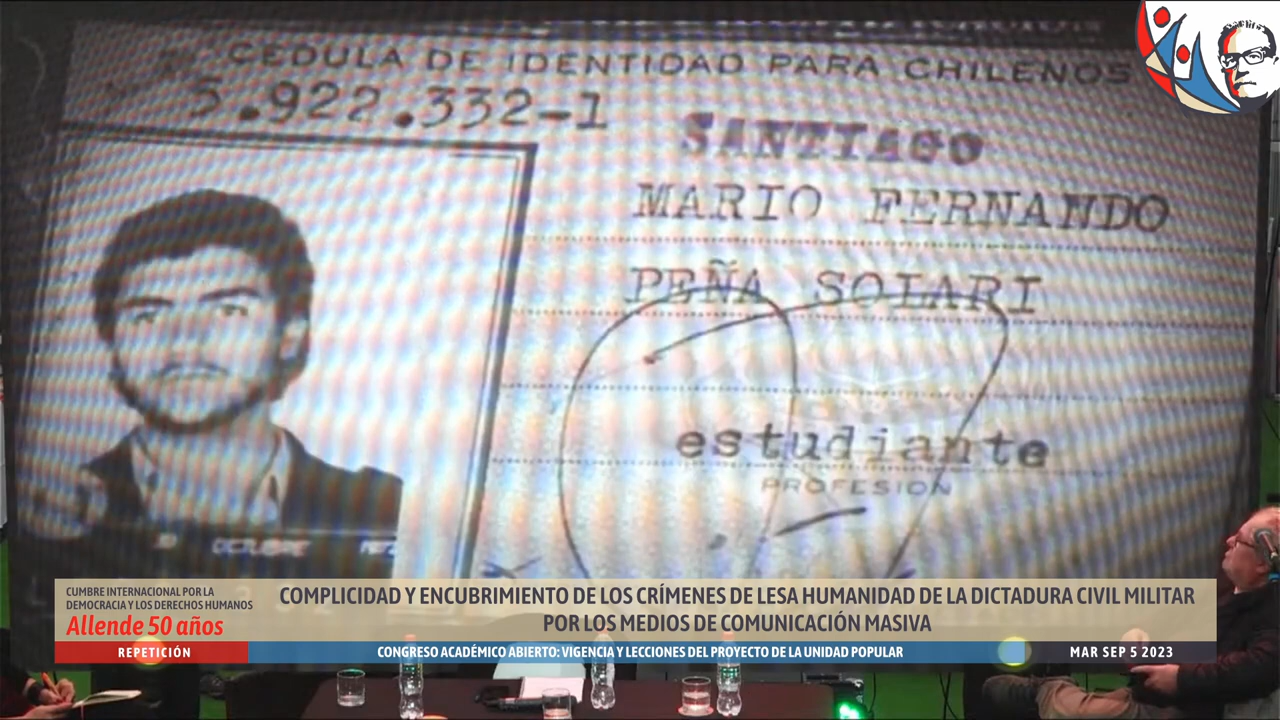 CEDULA DE IDENTIDAD PARA CHILENOS
5.922.332-1
SANTIAGO
MARIO FERNANDO
PEÑA SOLARI
estudiante
PROFESION
OCTUBRE
CUMBRE INTERNACIONAL POR LA
DEMOCRACIA Y LOS DERECHOS HUMANOS
Allende 50 años
COMPLICIDAD Y ENCUBRIMIENTO DE LOS CRÍMENES DE LESA HUMANIDAD DE LA DICTADURA CIVIL MILITAR
POR LOS MEDIOS DE COMUNICACIÓN MASIVA
REPETICIÓN
CONGRESO ACADÉMICO ABIERTO: VIGENCIA Y LECCIONES DEL PROYECTO DE LA UNIDAD POPULAR
MAR SEP 5 2023